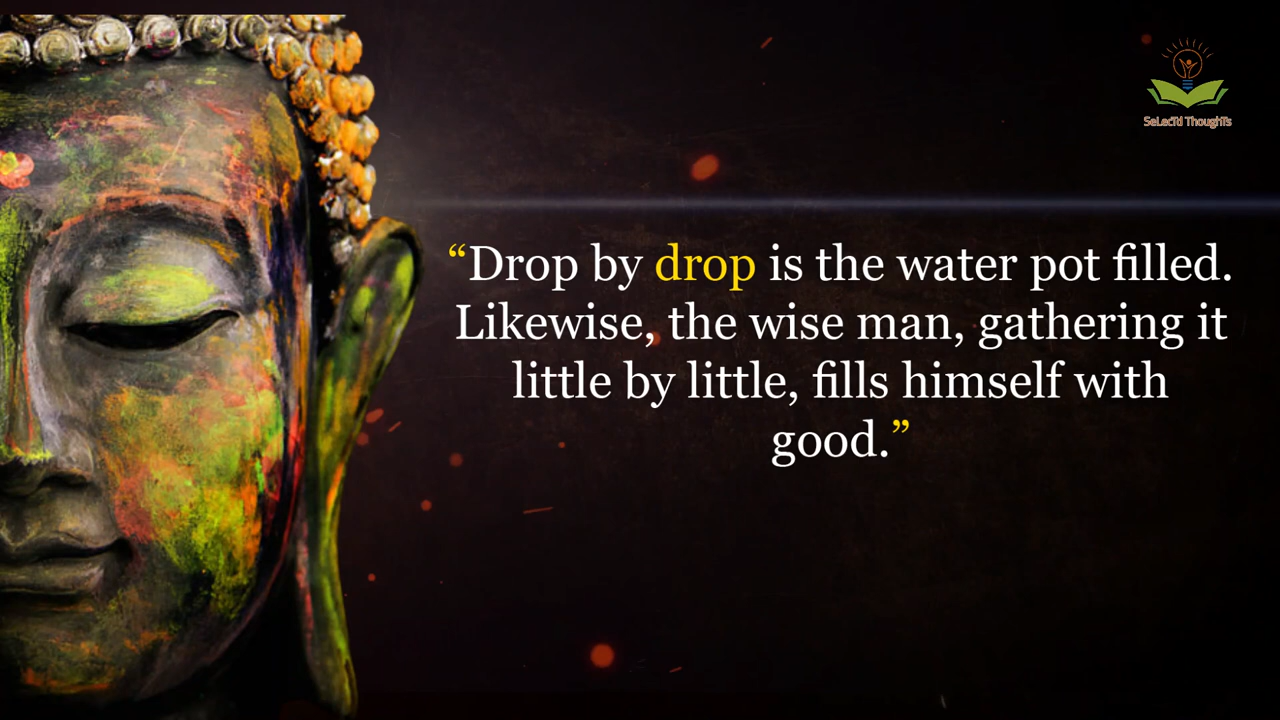 SeLecTd ThoughTs
“Drop by drop is the water pot filled.
Likewise, the wise man, gathering it
little by little, fills himself with
good.”